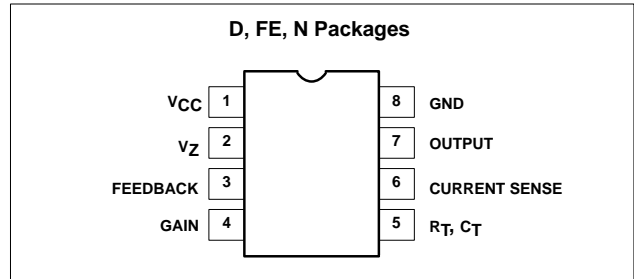 D, FE, N Packages
VCC 1 8 GND
VZ 2 7 OUTPUT
FEEDBACK 3 6 CURRENT SENSE
GAIN 4 5 RT, CT